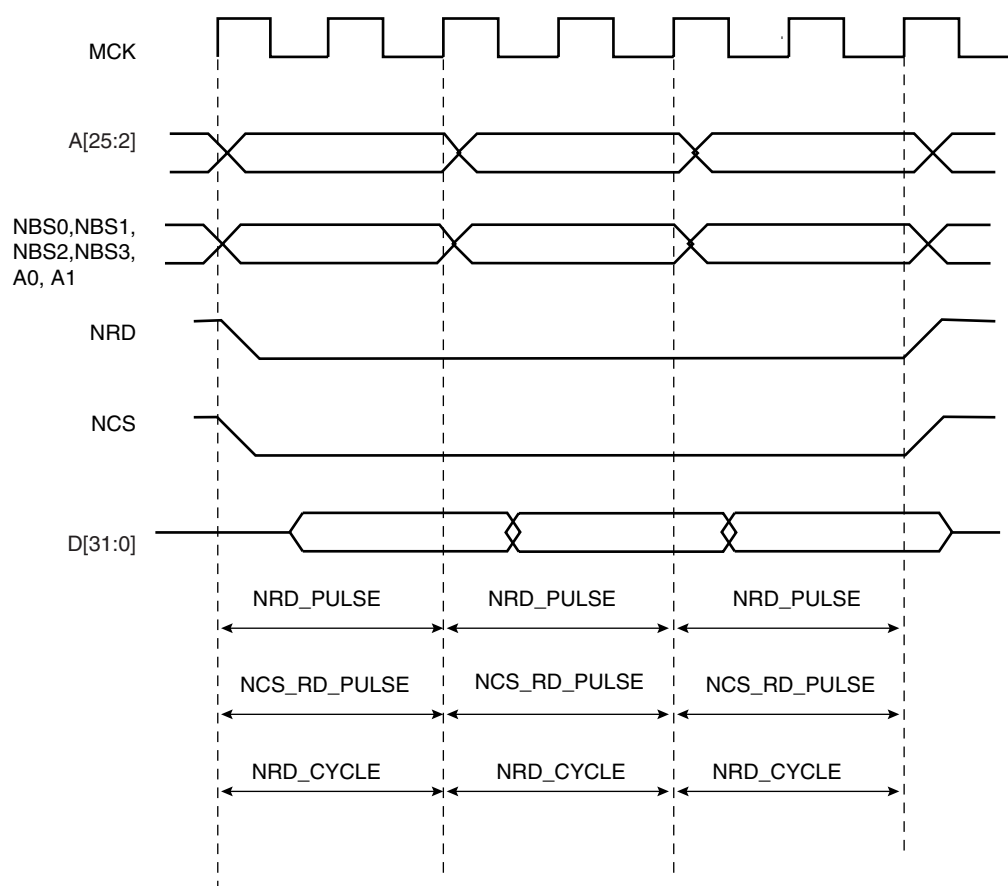 MCK
A[25:2]
NBS0,NBS1,
NBS2,NBS3,
A0, A1
NRD
NCS
D[31:0]
NRD_PULSE NRD_PULSE NRD_PULSE
NCS_RD_PULSE NCS_RD_PULSE NCS_RD_PULSE
NRD_CYCLE NRD_CYCLE NRD_CYCLE